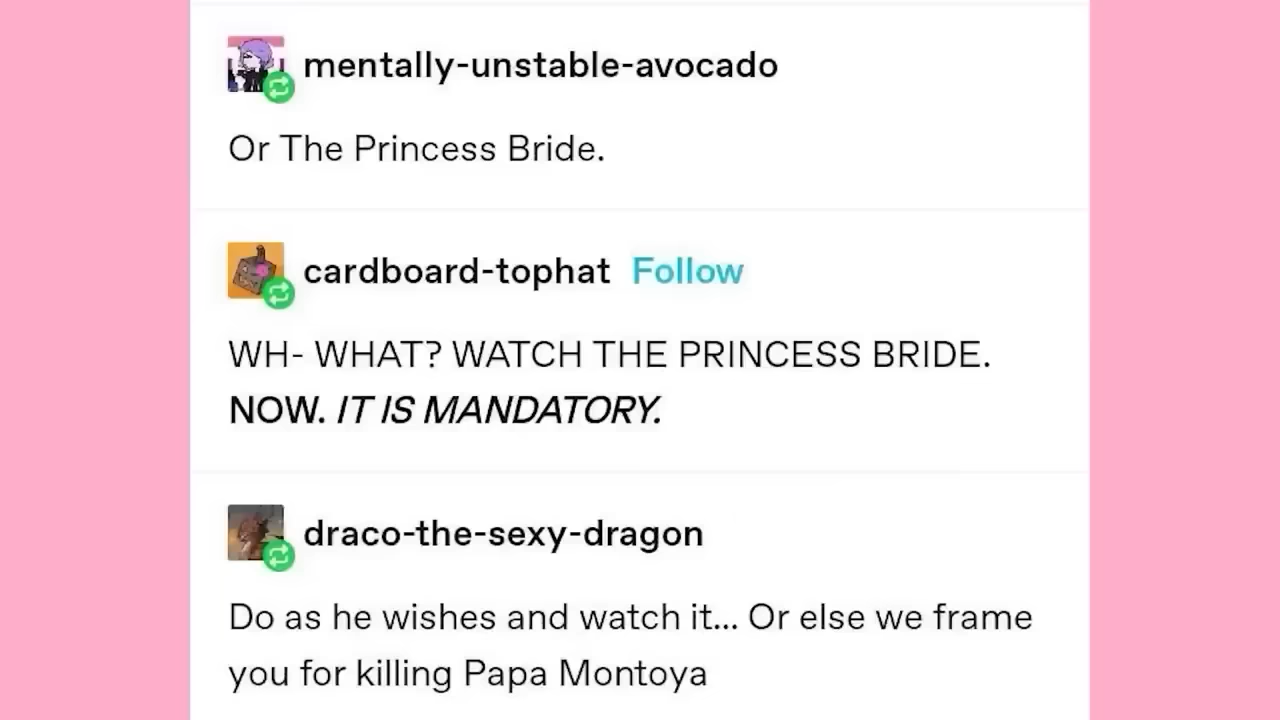 mentally-unstable-avocado
Or The Princess Bride.
cardboard-tophat Follow
WH- WHAT? WATCH THE PRINCESS BRIDE.
NOW. IT IS MANDATORY.
draco-the-sexy-dragon
Do as he wishes and watch it... Or else we frame
you for killing Papa Montoya